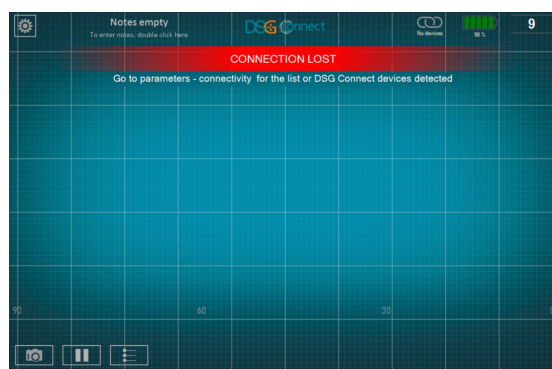 Notes empty
To enter notes, double click here
DSG Connect
No devices
98 %
9
CONNECTION LOST
Go to parameters - connectivity for the list or DSG Connect devices detected
90
60
30